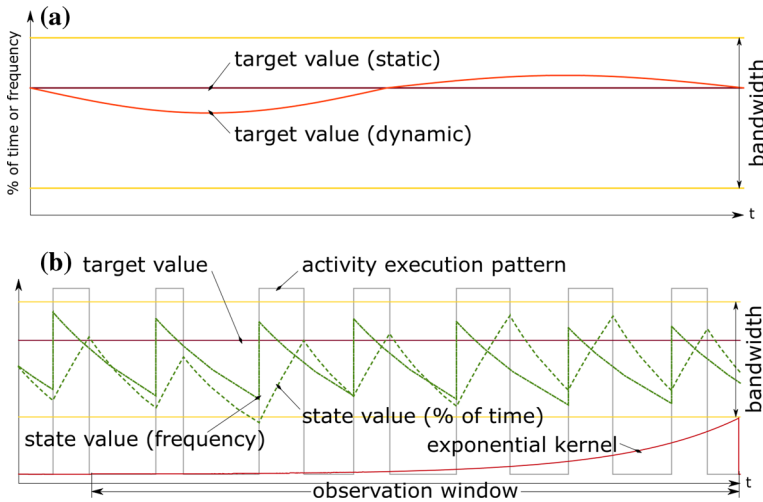 (a)
% of time or frequency
target value (static)
target value (dynamic)
bandwidth
t
(b)
target value
activity execution pattern
bandwidth
state value (% of time)
state value (frequency)
exponential kernel
t
observation window